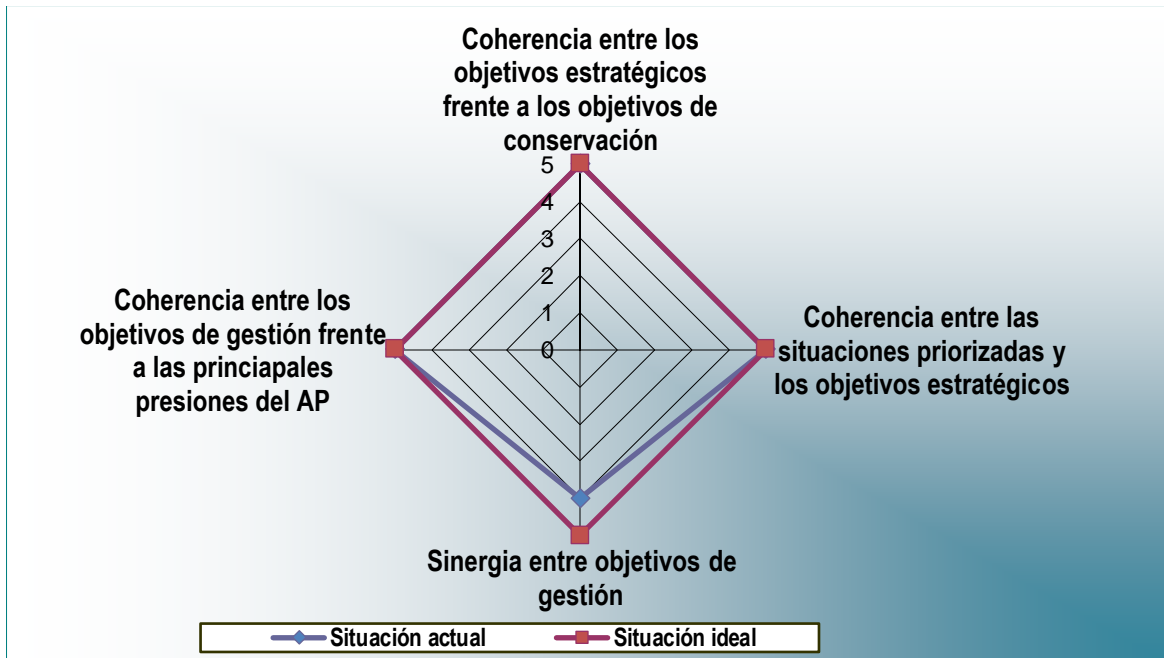 Coherencia entre los
objetivos estratégicos
frente a los objetivos de
conservación
5
4
3
2
1
0
Coherencia entre los
objetivos de gestión frente
a las princiapales
presiones del AP
Coherencia entre las
situaciones priorizadas y
los objetivos estratégicos
Sinergia entre objetivos de
gestión
Situación actual
Situación ideal